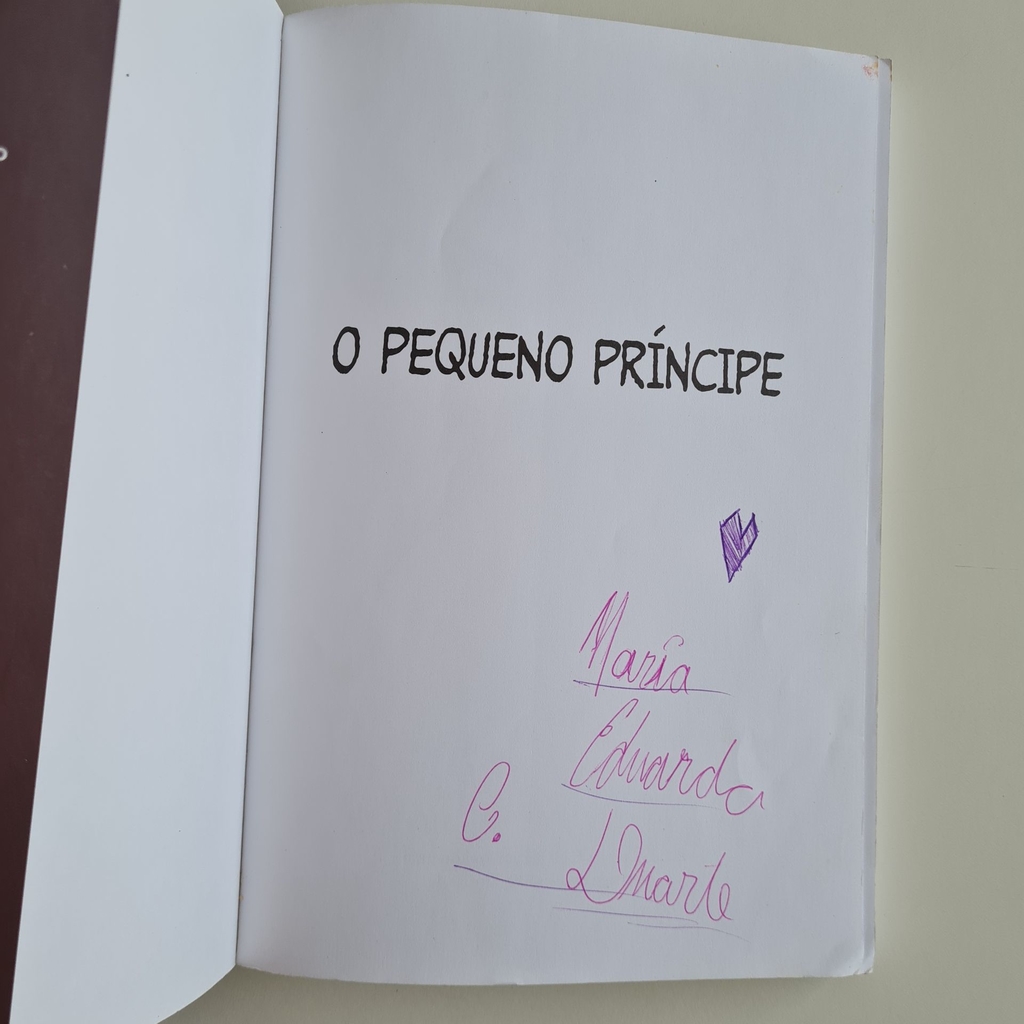 O PEQUENO PRÍNCIPE
Maria
Eduarda
C. Duarte